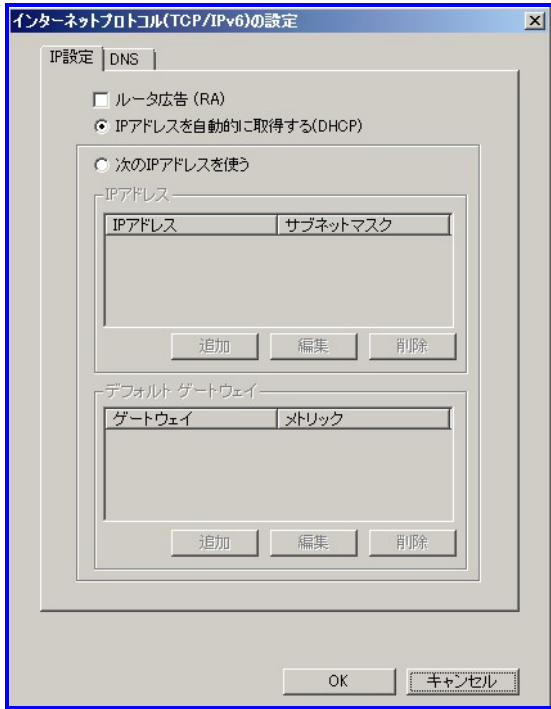 インターネットプロトコル(TCP/IPv6)の設定
IP設定 DNS
ルータ広告 (RA)
IPアドレスを自動的に取得する(DHCP)
次のIPアドレスを使う
IPアドレス
IPアドレス サブネットマスク
追加 編集 削除
デフォルト ゲートウェイ
ゲートウェイ メトリック
追加 編集 削除
OK キャンセル